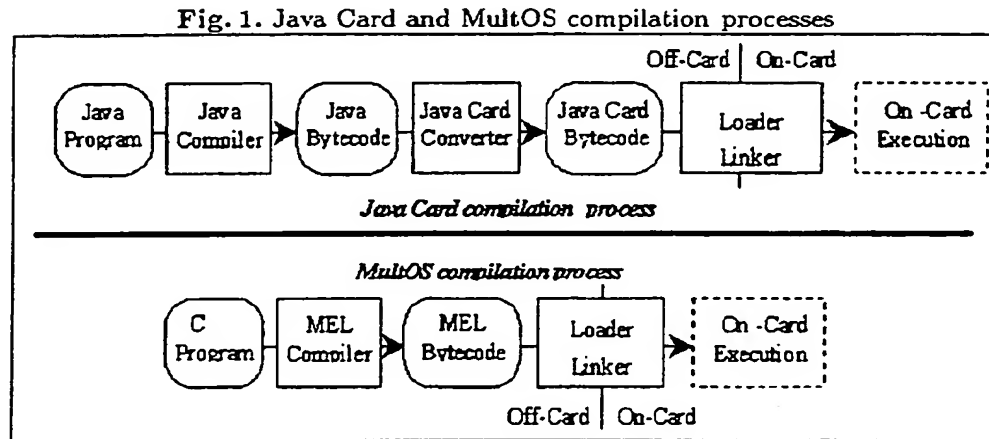 Fig. 1. Java Card and MultOS compilation processes
Off-Card On-Card
Java Program
Java Compiler
Java Bytecode
Java Card Converter
Java Card Bytecode
Loader Linker
On -Card Execution
Java Card compilation process
MultOS compilation process
C Program
MEL Compiler
MEL Bytecode
Loader Linker
On -Card Execution
Off-Card On-Card